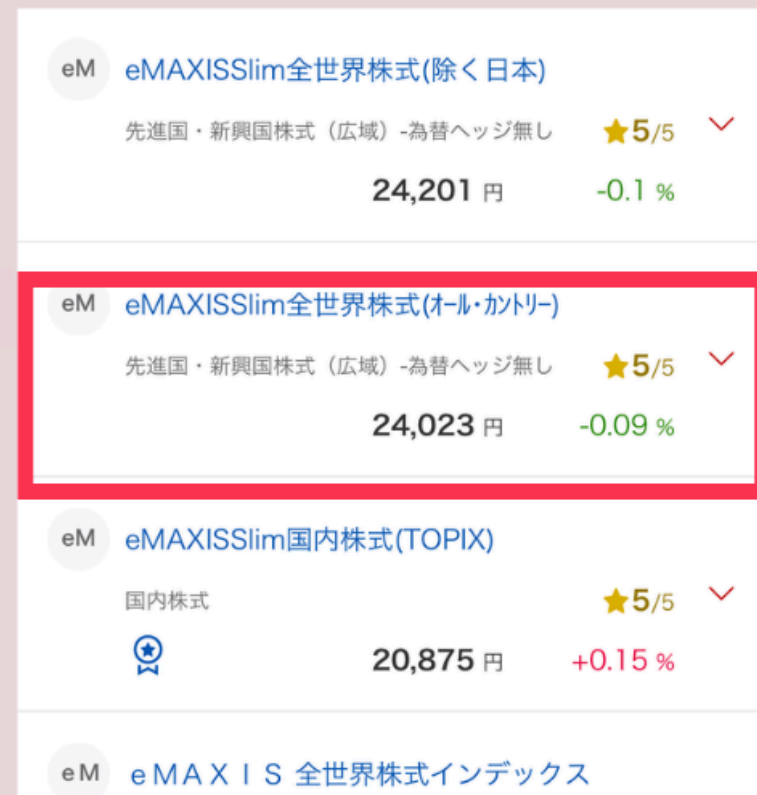 eM eMAXISSlim全世界株式(除く日本)
先進国・新興国株式（広域）-為替ヘッジ無し ★5/5
24,201 円 -0.1 %
eM eMAXISSlim全世界株式(ｵｰﾙ･ｶﾝﾄﾘｰ)
先進国・新興国株式（広域）-為替ヘッジ無し ★5/5
24,023 円 -0.09 %
eM eMAXISSlim国内株式(TOPIX)
国内株式 ★5/5
20,875 円 +0.15 %
eM ｅＭＡＸＩＳ 全世界株式インデックス